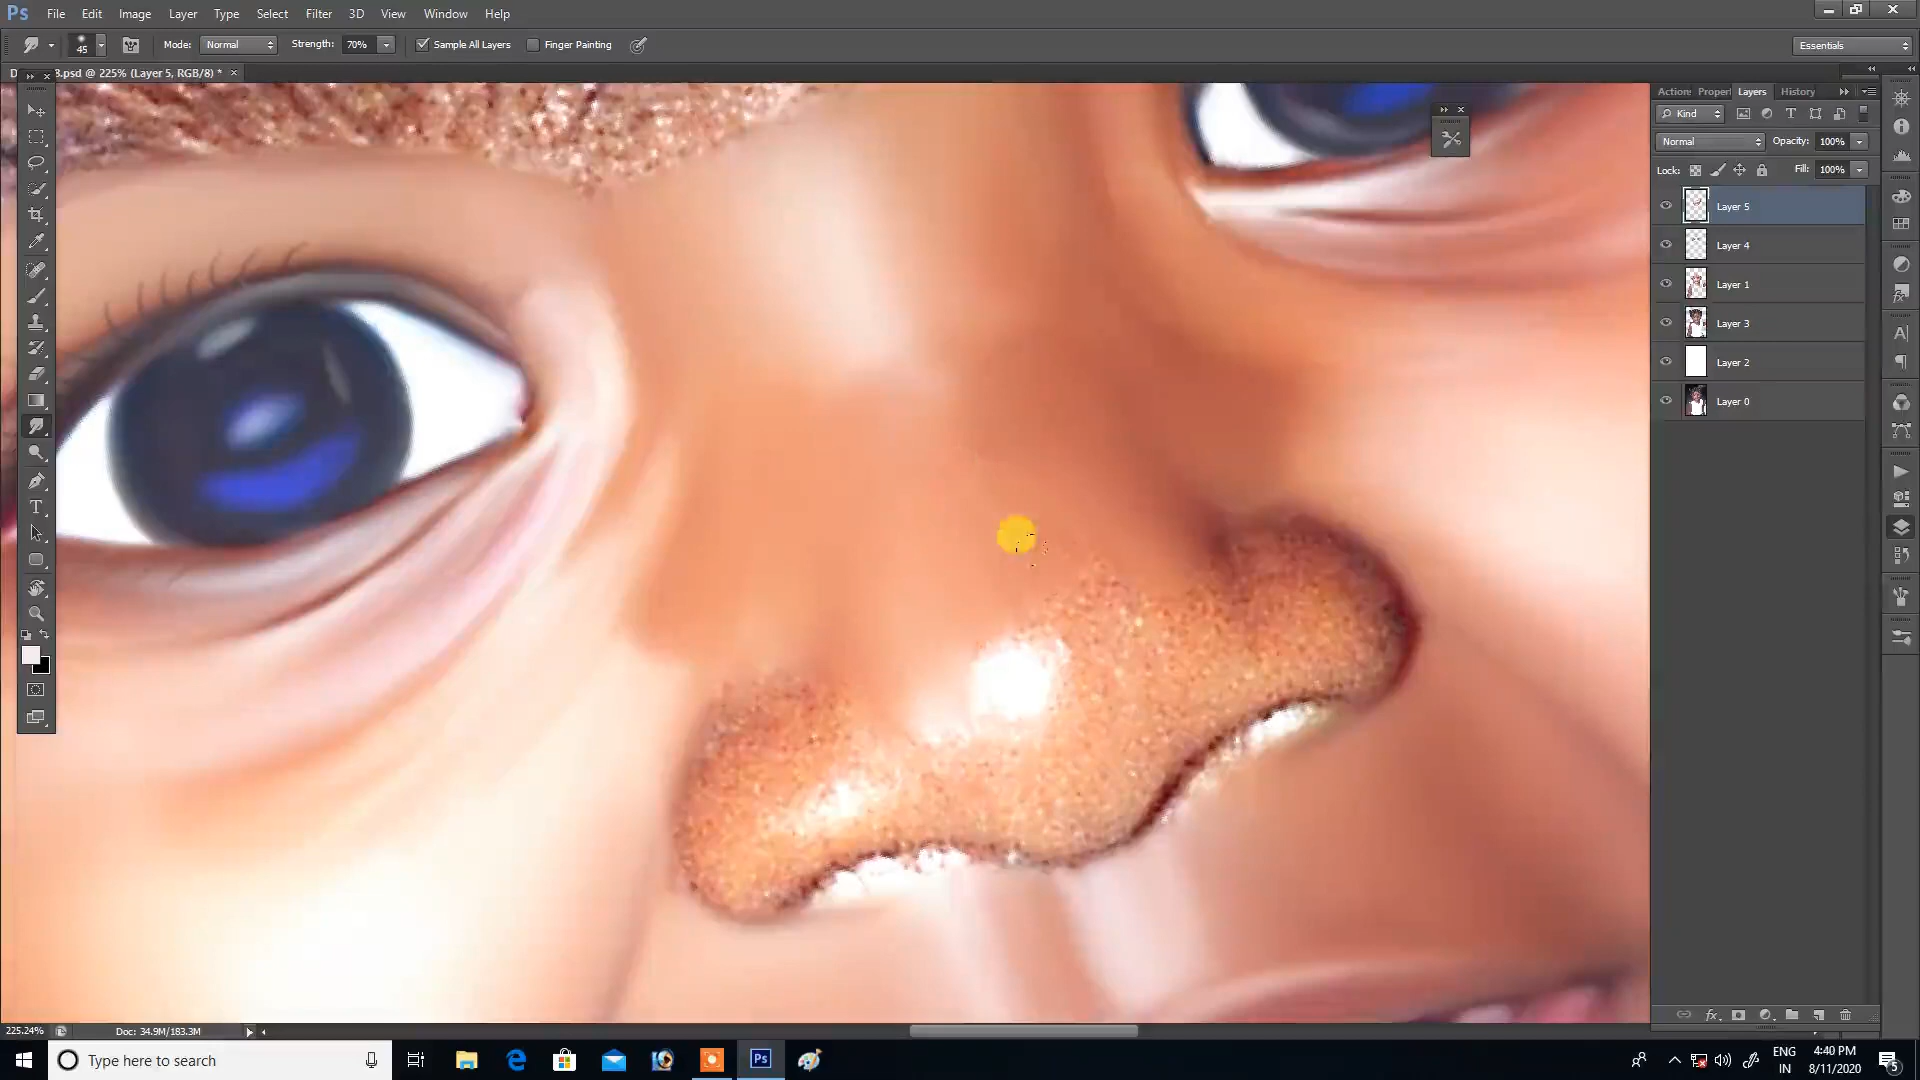 Ps File Edit Image Layer Type Select Filter 3D View Window Help
45 Mode: Normal Strength: 70% Sample All Layers Finger Painting Essentials
D 3.psd @ 225% (Layer 5, RGB/8) *
Action Propert Layers History
Kind
Normal Opacity: 100%
Lock: Fill: 100%
Layer 5
Layer 4
Layer 1
Layer 3
Layer 2
Layer 0
225.24% Doc: 34.9M/183.3M
Type here to search
ENG
IN
4:40 PM
8/11/2020
5